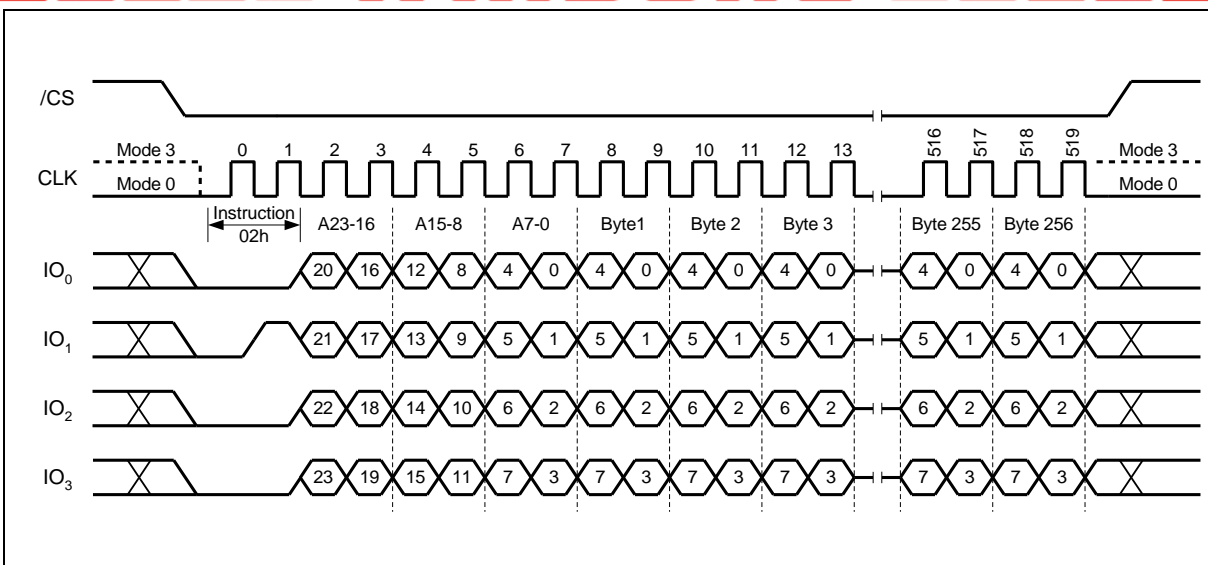 /CS
Mode 3 0 1 2 3 4 5 6 7 8 9 10 11 12 13 516 517 518 519 Mode 3
CLK
Mode 0 Mode 0
Instruction A23-16 A15-8 A7-0 Byte1 Byte 2 Byte 3 Byte 255 Byte 256
02h
IO0 20 16 12 8 4 0 4 0 4 0 4 0 4 0 4 0
IO1 21 17 13 9 5 1 5 1 5 1 5 1 5 1 5 1
IO2 22 18 14 10 6 2 6 2 6 2 6 2 6 2 6 2
IO3 23 19 15 11 7 3 7 3 7 3 7 3 7 3 7 3